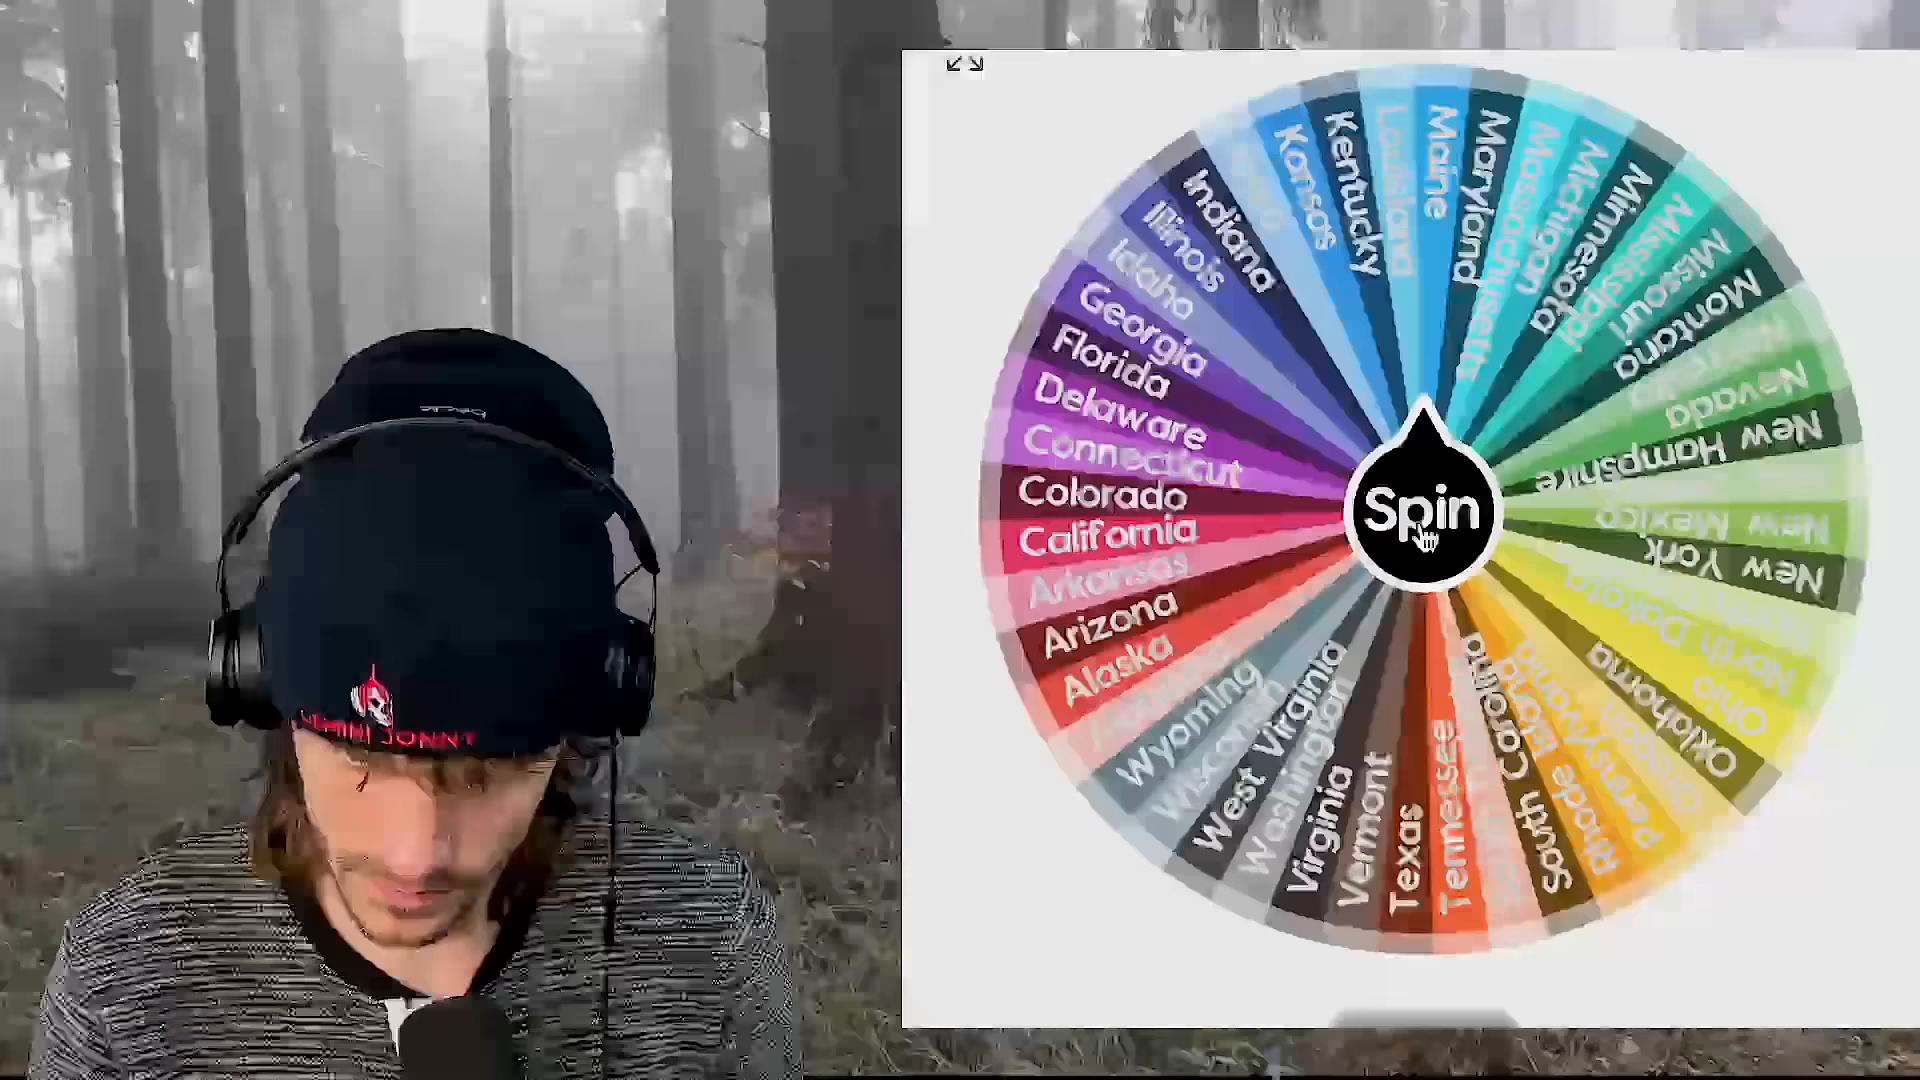 Kansas
Kentucky
Louisiana
Maine
Maryland
Massachusetts
Michigan
Minnesota
Mississippi
Missouri
Montana
Nevada
New Hampshire
New Mexico
New York
North Dakota
Ohio
Oklahoma
Oregon
Pennsylvania
Rhode Island
South Carolina
Tennessee
Texas
Vermont
Virginia
Washington
West Virginia
Wisconsin
Wyoming
Alaska
Arizona
Arkansas
California
Colorado
Connecticut
Delaware
Florida
Georgia
Idaho
Illinois
Indiana
Spin
JONNY